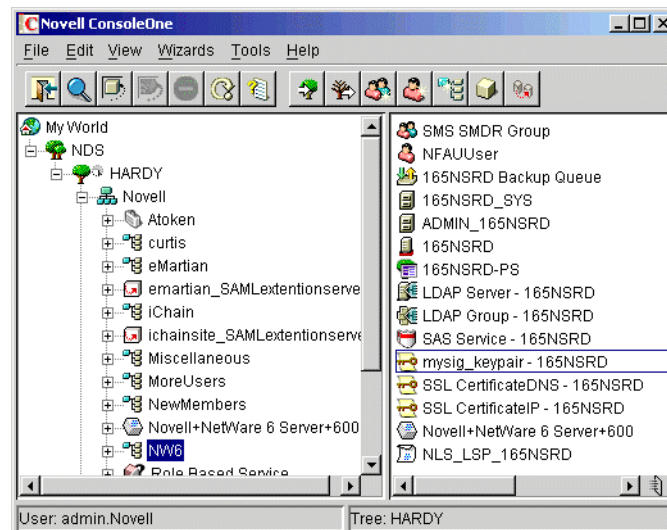 Novell ConsoleOne
File Edit View Wizards Tools Help
My World
NDS
HARDY
Novell
Atoken
curtis
eMartian
emartian_SAMLextentionserve
iChain
ichainsite_SAMLextentionserve
Miscellaneous
MoreUsers
NewMembers
Novell+NetWare 6 Server+600
NW6
Role Based Service
SMS SMDR Group
NFAUUser
165NSRD Backup Queue
165NSRD_SYS
ADMIN_165NSRD
165NSRD
165NSRD-PS
LDAP Server - 165NSRD
LDAP Group - 165NSRD
SAS Service - 165NSRD
mysig_keypair - 165NSRD
SSL CertificateDNS - 165NSRD
SSL CertificateIP - 165NSRD
Novell+NetWare 6 Server+600
NLS_LSP_165NSRD
User: admin.Novell
Tree: HARDY